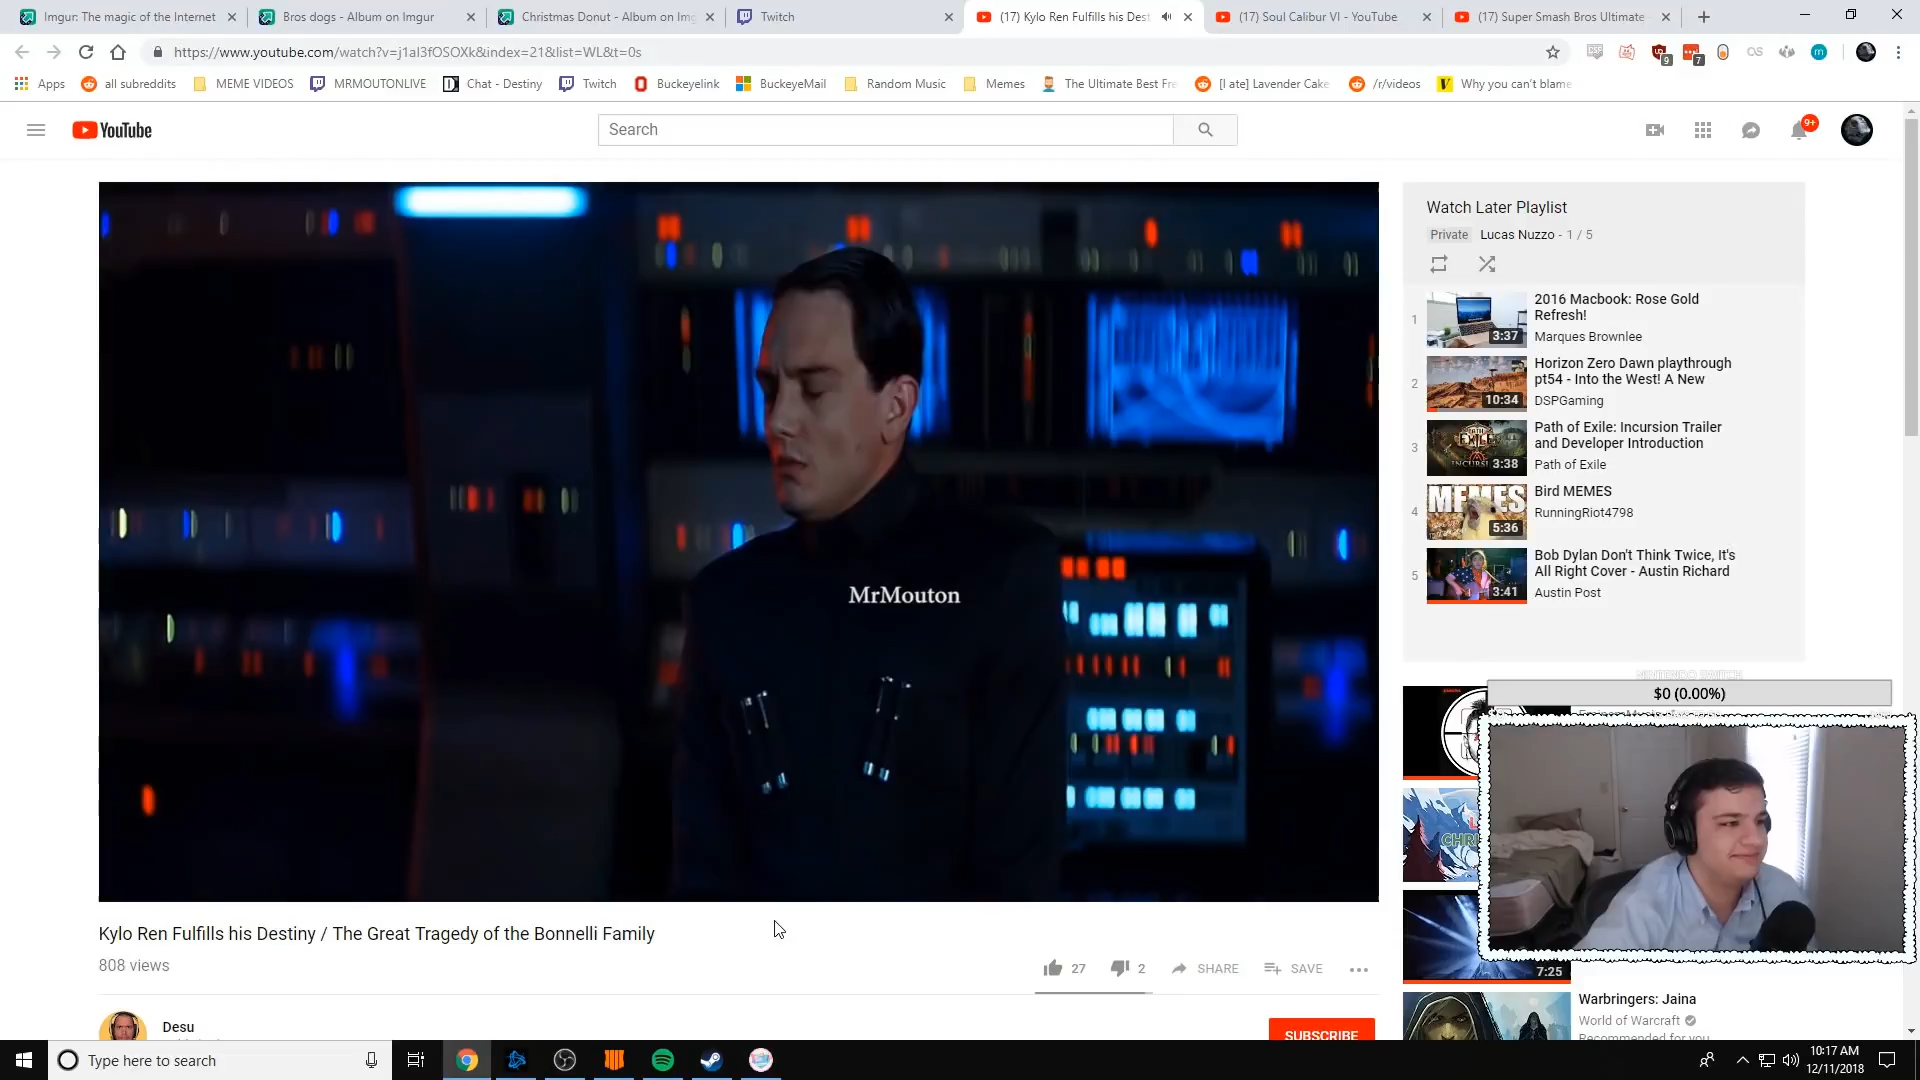 Imgur: The magic of the Internet
Bros dogs - Album on Imgur
Christmas Donut - Album on Img
Twitch
(17) Kylo Ren Fulfills his Dest
(17) Soul Calibur VI - YouTube
(17) Super Smash Bros Ultimate -
https://www.youtube.com/watch?v=j1al3fOSOXk&index=21&list=WL&t=0s
9
7
Apps
all subreddits
MEME VIDEOS
MRMOUTONLIVE
Chat - Destiny
Twitch
Buckeyelink
BuckeyeMail
Random Music
Memes
The Ultimate Best Fre
[I ate] Lavender Cake
/r/videos
Why you can't blame
YouTube
Search
9+
MrMouton
Watch Later Playlist
Private Lucas Nuzzo - 1 / 5
1
3:37
2016 Macbook: Rose Gold
Refresh!
Marques Brownlee
2
10:34
Horizon Zero Dawn playthrough
pt54 - Into the West! A New
DSPGaming
3
3:38
Path of Exile: Incursion Trailer
and Developer Introduction
Path of Exile
4
MEMES
5:36
Bird MEMES
RunningRiot4798
5
3:41
Bob Dylan Don't Think Twice, It's
All Right Cover - Austin Richard
Austin Post
NINTENDO SWITCH
$0 (0.00%)
7:25
Warbringers: Jaina
World of Warcraft
Recommended for you
Kylo Ren Fulfills his Destiny / The Great Tragedy of the Bonnelli Family
808 views
27
2
SHARE
SAVE
Desu
SUBSCRIBE
Type here to search
10:17 AM
12/11/2018